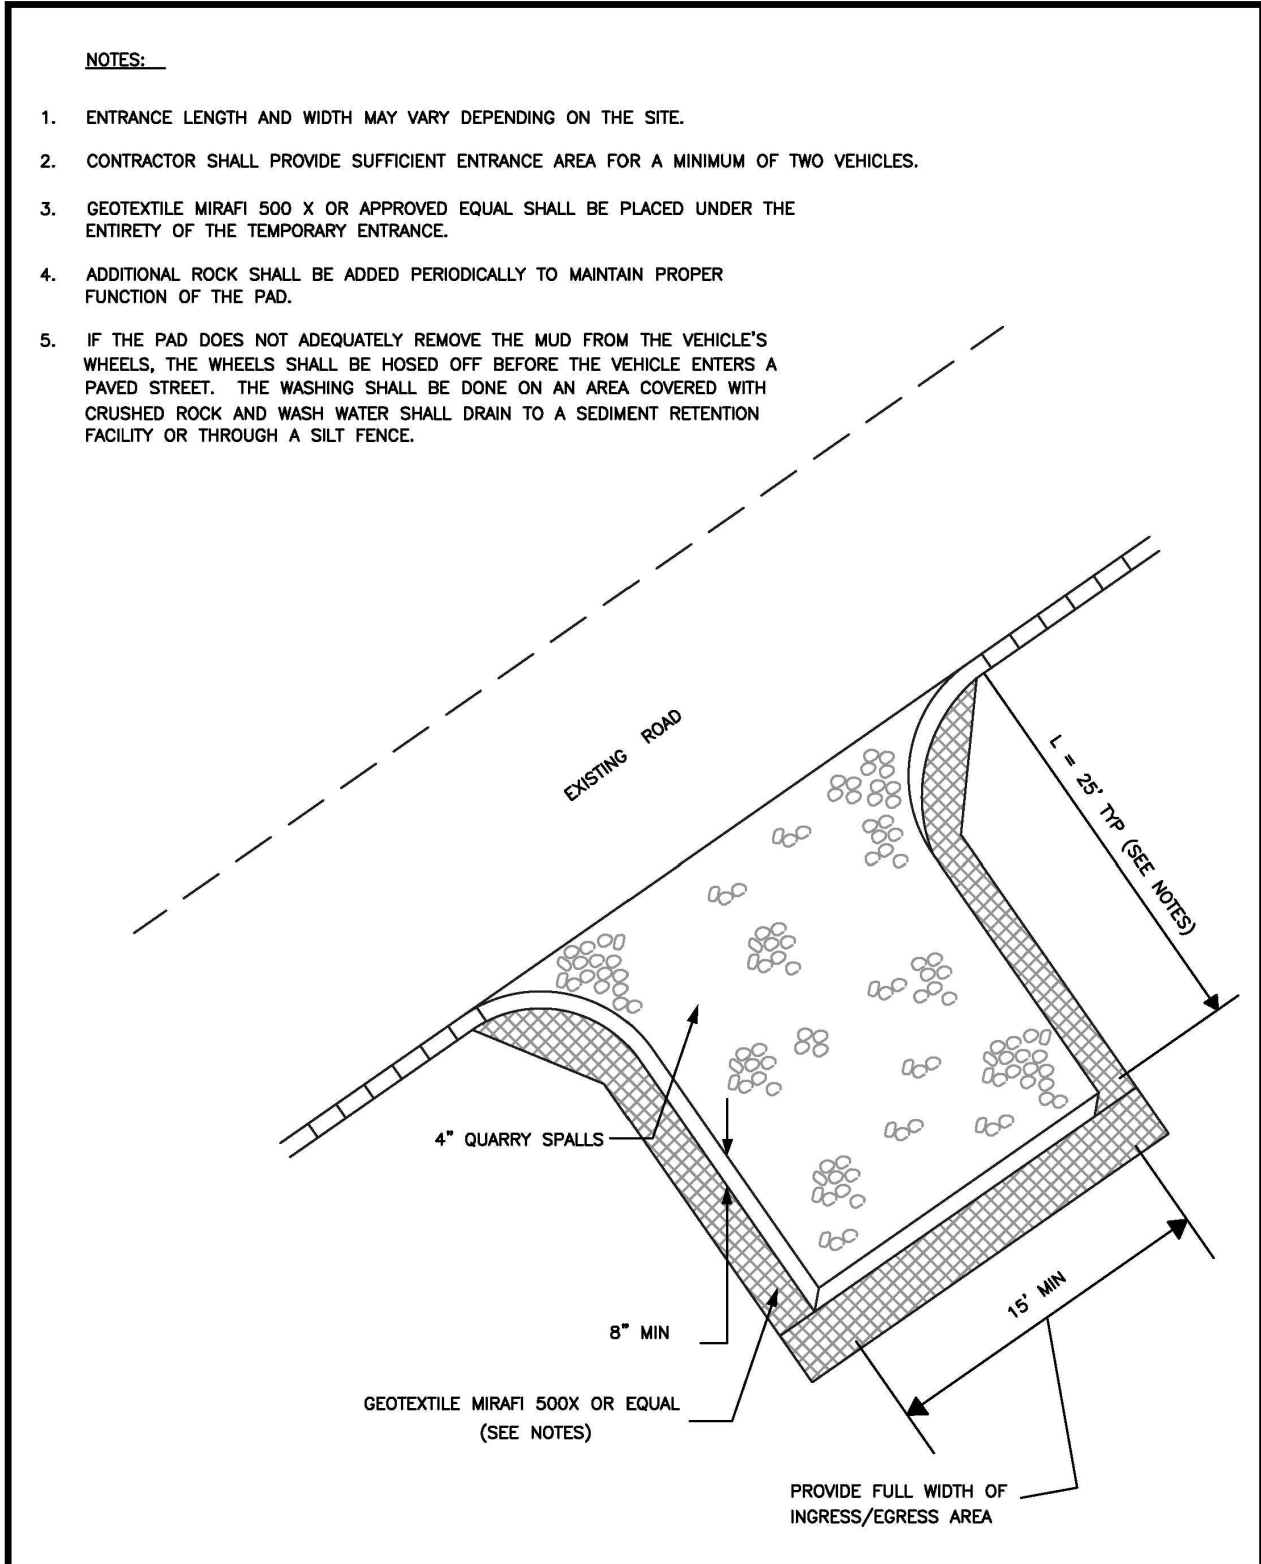 NOTES:
1. ENTRANCE LENGTH AND WIDTH MAY VARY DEPENDING ON THE SITE.
2. CONTRACTOR SHALL PROVIDE SUFFICIENT ENTRANCE AREA FOR A MINIMUM OF TWO VEHICLES.
3. GEOTEXTILE MIRAFI 500 X OR APPROVED EQUAL SHALL BE PLACED UNDER THE
ENTIRETY OF THE TEMPORARY ENTRANCE.
4. ADDITIONAL ROCK SHALL BE ADDED PERIODICALLY TO MAINTAIN PROPER
FUNCTION OF THE PAD.
5. IF THE PAD DOES NOT ADEQUATELY REMOVE THE MUD FROM THE VEHICLE'S
WHEELS, THE WHEELS SHALL BE HOSED OFF BEFORE THE VEHICLE ENTERS A
PAVED STREET. THE WASHING SHALL BE DONE ON AN AREA COVERED WITH
CRUSHED ROCK AND WASH WATER SHALL DRAIN TO A SEDIMENT RETENTION
FACILITY OR THROUGH A SILT FENCE.
EXISTING ROAD
L = 25' TYP (SEE NOTES)
4" QUARRY SPALLS
8" MIN
15' MIN
GEOTEXTILE MIRAFI 500X OR EQUAL
(SEE NOTES)
PROVIDE FULL WIDTH OF
INGRESS/EGRESS AREA